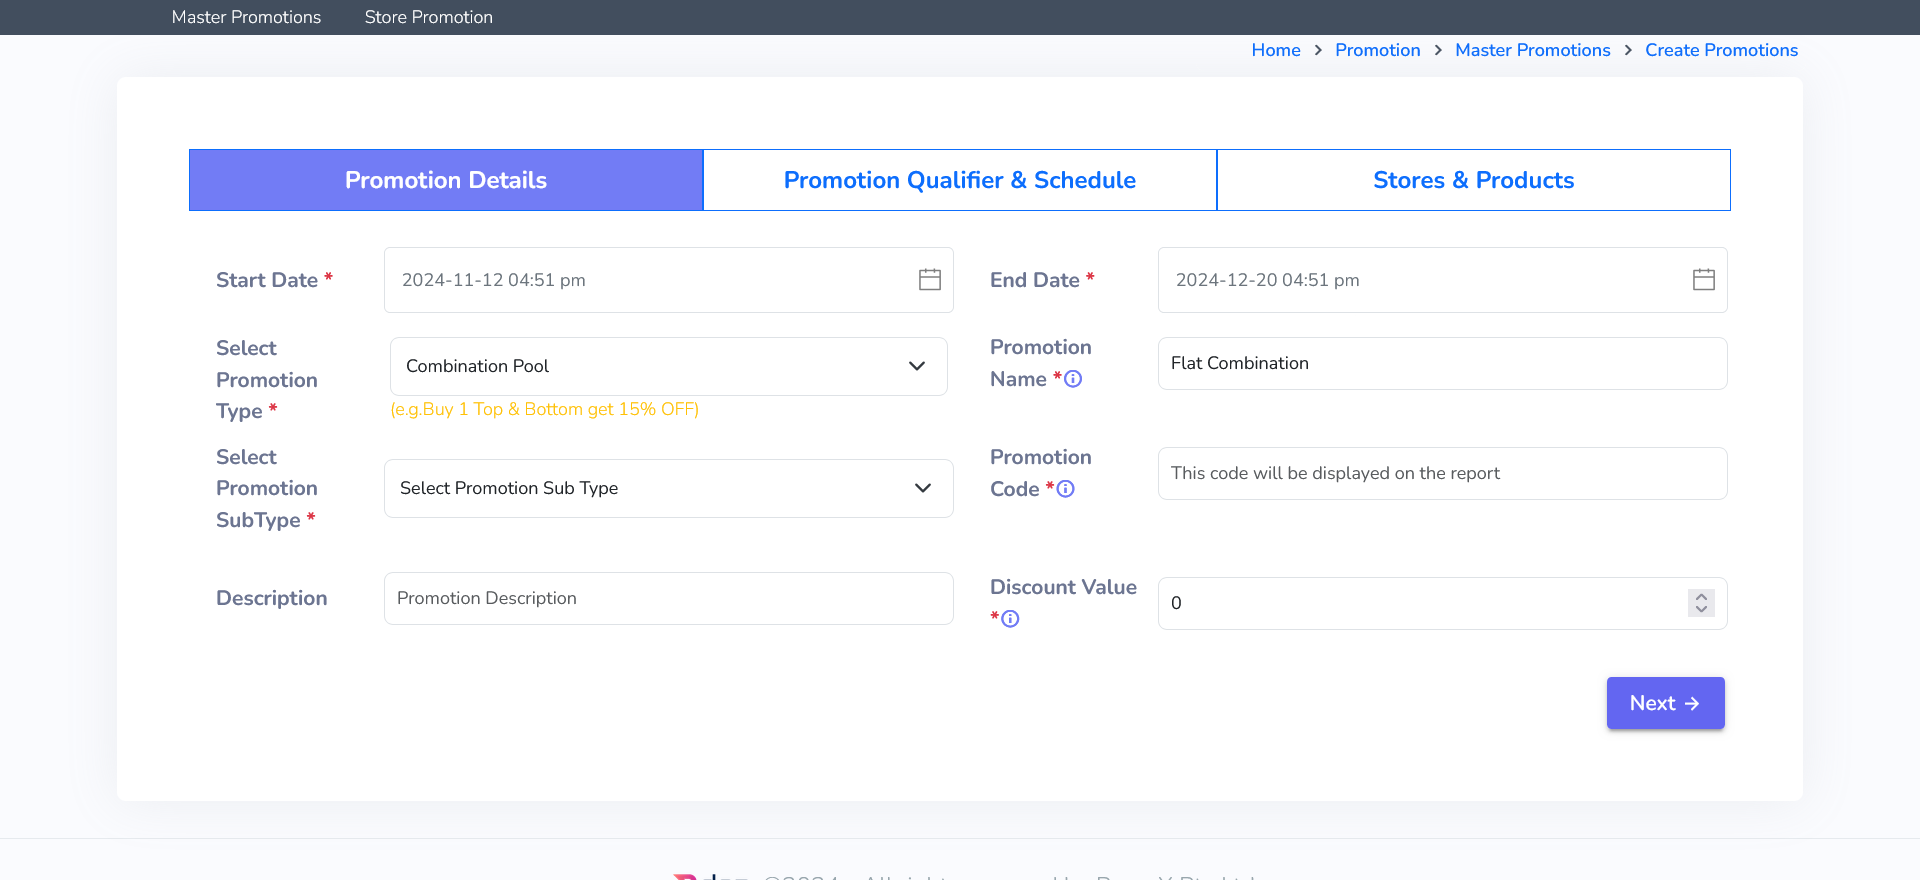 Master Promotions Store Promotion
Home > Promotion > Master Promotions > Create Promotions
Promotion Details
Promotion Qualifier & Schedule
Stores & Products
Start Date *
2024-11-12 04:51 pm
End Date *
2024-12-20 04:51 pm
Select
Promotion
Type *
Combination Pool
(e.g.Buy 1 Top & Bottom get 15% OFF)
Promotion
Name *
Flat Combination
Select
Promotion
SubType *
Select Promotion Sub Type
Promotion
Code *
This code will be displayed on the report
Description
Promotion Description
Discount Value
*
0
Next →